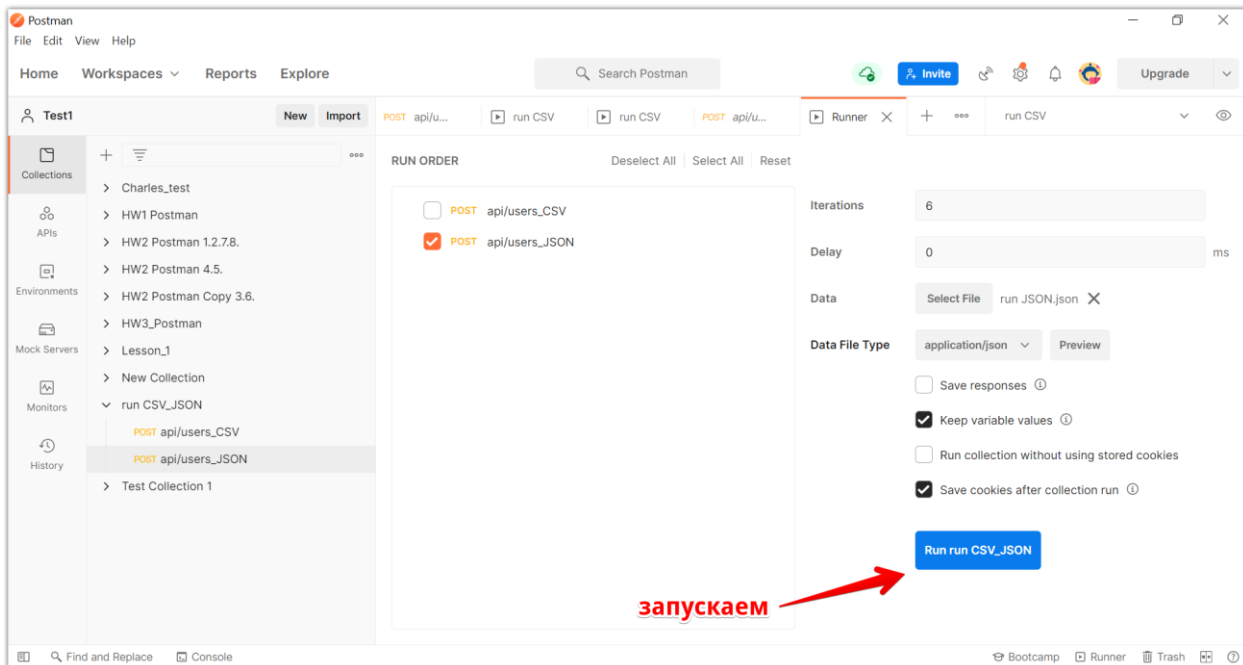 Postman
File Edit View Help
Home Workspaces Reports Explore Search Postman Invite Upgrade
Test1 New Import POST api/u... run CSV run CSV POST api/u... Runner run CSV
Collections
APIs
Environments
Mock Servers
Monitors
History
Charles_test
HW1 Postman
HW2 Postman 1.2.7.8.
HW2 Postman 4.5.
HW2 Postman Copy 3.6.
HW3_Postman
Lesson_1
New Collection
run CSV_JSON
POST api/users_CSV
POST api/users_JSON
Test Collection 1
RUN ORDER Deselect All Select All Reset
POST api/users_CSV
POST api/users_JSON
Iterations 6
Delay 0 ms
Data Select File run JSON.json
Data File Type application/json Preview
Save responses
Keep variable values
Run collection without using stored cookies
Save cookies after collection run
Run run CSV_JSON
запускаем
Find and Replace Console Bootcamp Runner Trash